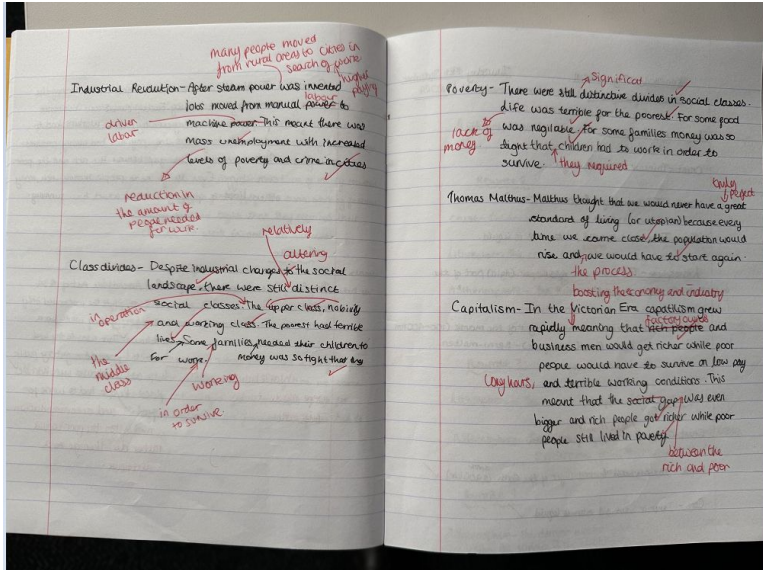 many people moved
from rural areas to cities in
search of more
higher
paying
Industrial Revolution- After steam power was invented
labour
jobs moved from manual power to
driven
labor
machine power. This meant there was
mass unemployment with increased
levels of poverty and crime in cities
reduction in
the amount of
people needed
for work.
relatively
altering
Class divides- Despite industrial changed to the social
landscape, there were still distinct
in operation
social classes. The upper class, nobility
and working class. The poorest had terrible
lives. Some families needed their children to
for work. Money was so tight that
the
middle
class
working
in order
to survive.
significat
Poverty- There were still distinctive divides in social classes.
Life was terrible for the poorest. For some food
lack of
money
was neglible. For some families money was so
tight that children had to work in order to
survive. they required
truly
perfect
Thomas Malthus- Malthus thought that we would never have a great
standard of living (or utopian) because every
time we come close, the population would
rise and we would have to start again.
the process.
boosting the economy and industry
Capitalism- In the Victorian Era capatilism grew
factory owners
rapidly meaning that rich people and
business men would get richer while poor
people would have to survive on low pay
long hours, and terrible working conditions. This
meant that the social gap was even
bigger and rich people got richer while poor
people still lived in poverty.
between the
rich and poor